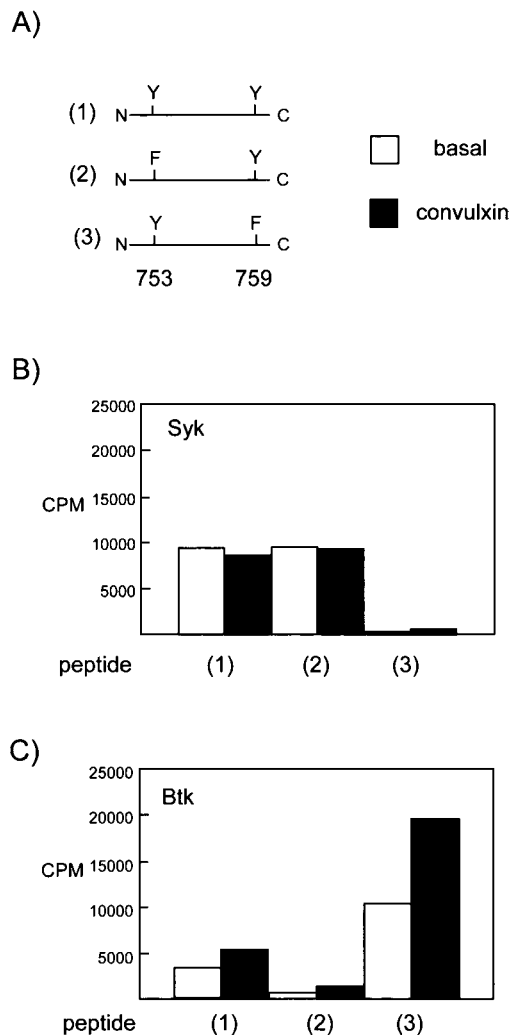 A)
Y Y
(1) N C
F Y
(2) N C
Y F
(3) N C
753 759
basal
convulxin
B)
25000
Syk
20000
15000
CPM
10000
5000
peptide (1) (2) (3)
C)
25000
Btk
20000
15000
CPM
10000
5000
peptide (1) (2) (3)